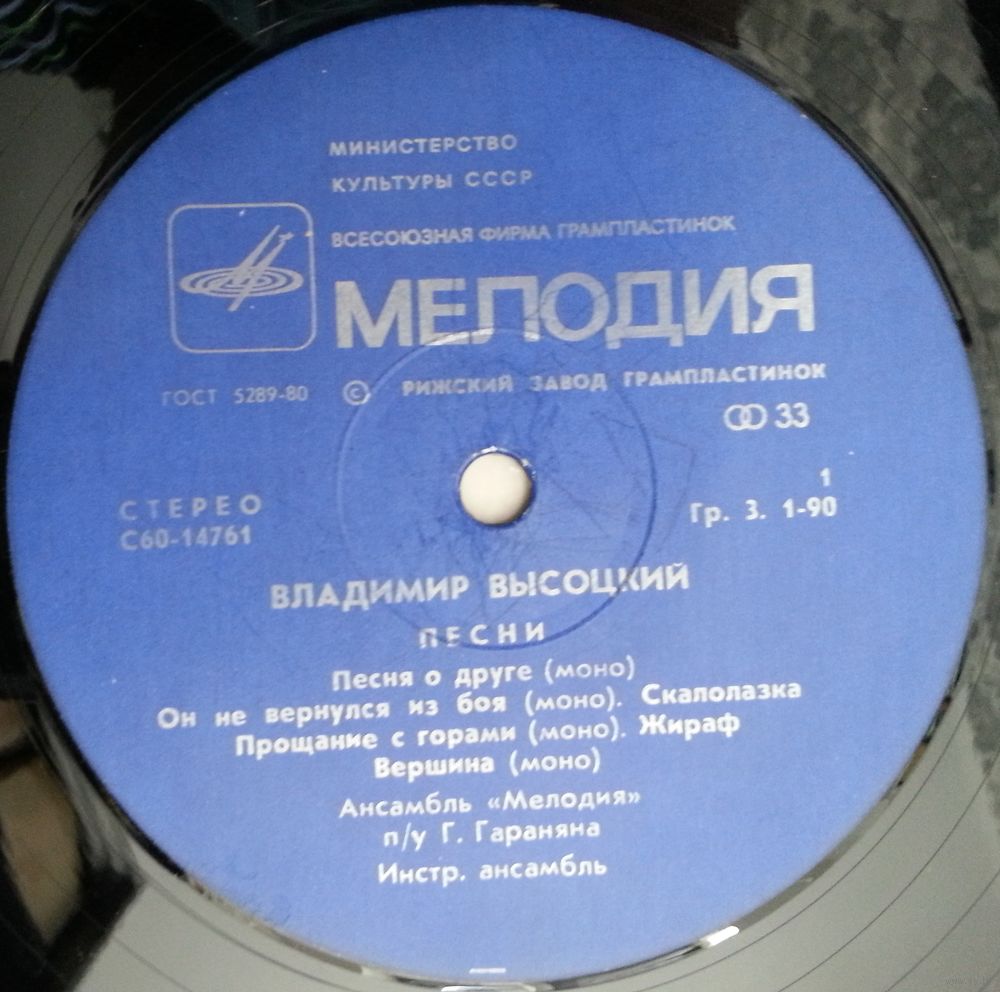 МИНИСТЕРСТВО
КУЛЬТУРЫ СССР
ВСЕСОЮЗНАЯ ФИРМА ГРАМПЛАСТИНОК
МЕЛОДИЯ
ГОСТ 5289-80 © РИЖСКИЙ ЗАВОД ГРАМПЛАСТИНОК
33
1
СТЕРЕО Гр. 3. 1-90
С60-14761
ВЛАДИМИР ВЫСОЦКИЙ
ПЕСНИ
Песня о друге (моно)
Он не вернулся из боя (моно). Скалолазка
Прощание с горами (моно). Жираф
Вершина (моно)
Ансамбль «Мелодия»
п/у Г. Гараняна
Инстр. ансамбль